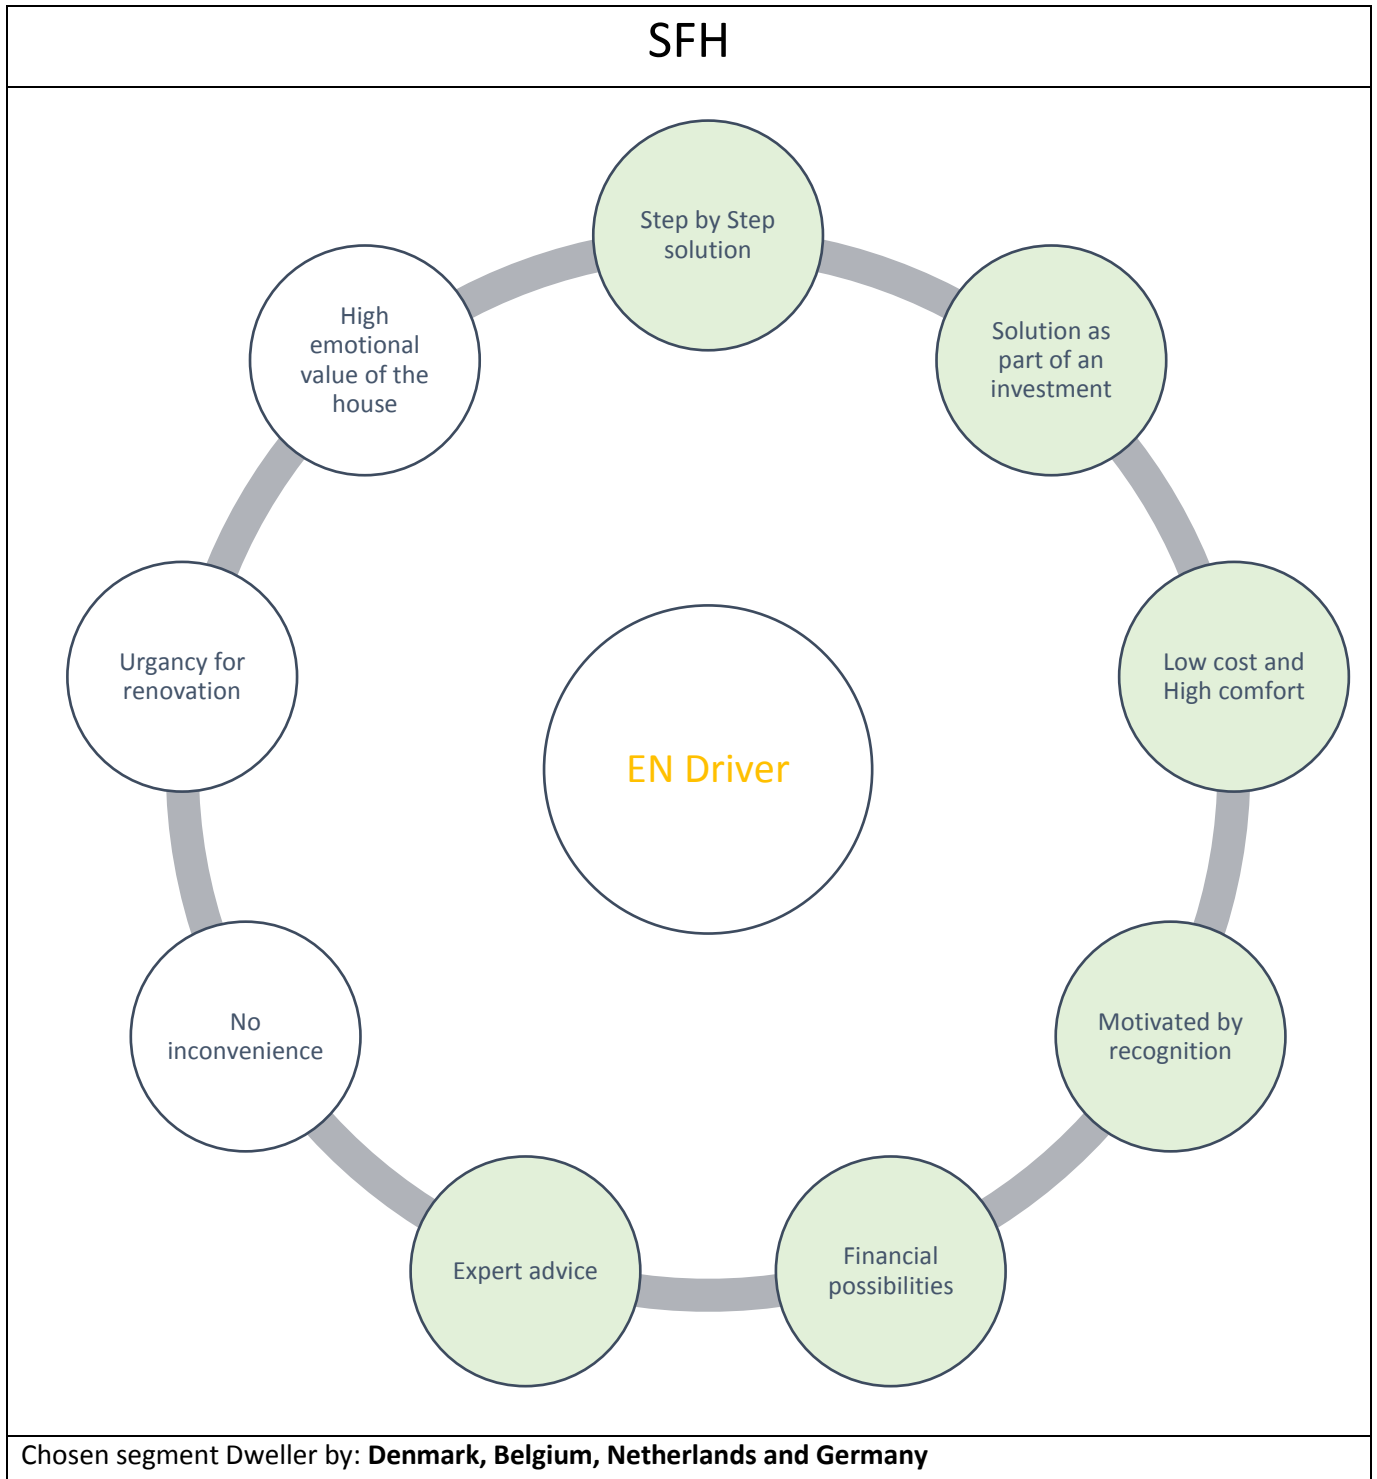 SFH
Step by Step
solution
Solution as
part of an
investment
Low cost and
High comfort
Motivated by
recognition
Financial
possibilities
Expert advice
No
inconvenience
Urgancy for
renovation
High
emotional
value of the
house
EN Driver
Chosen segment Dweller by: Denmark, Belgium, Netherlands and Germany